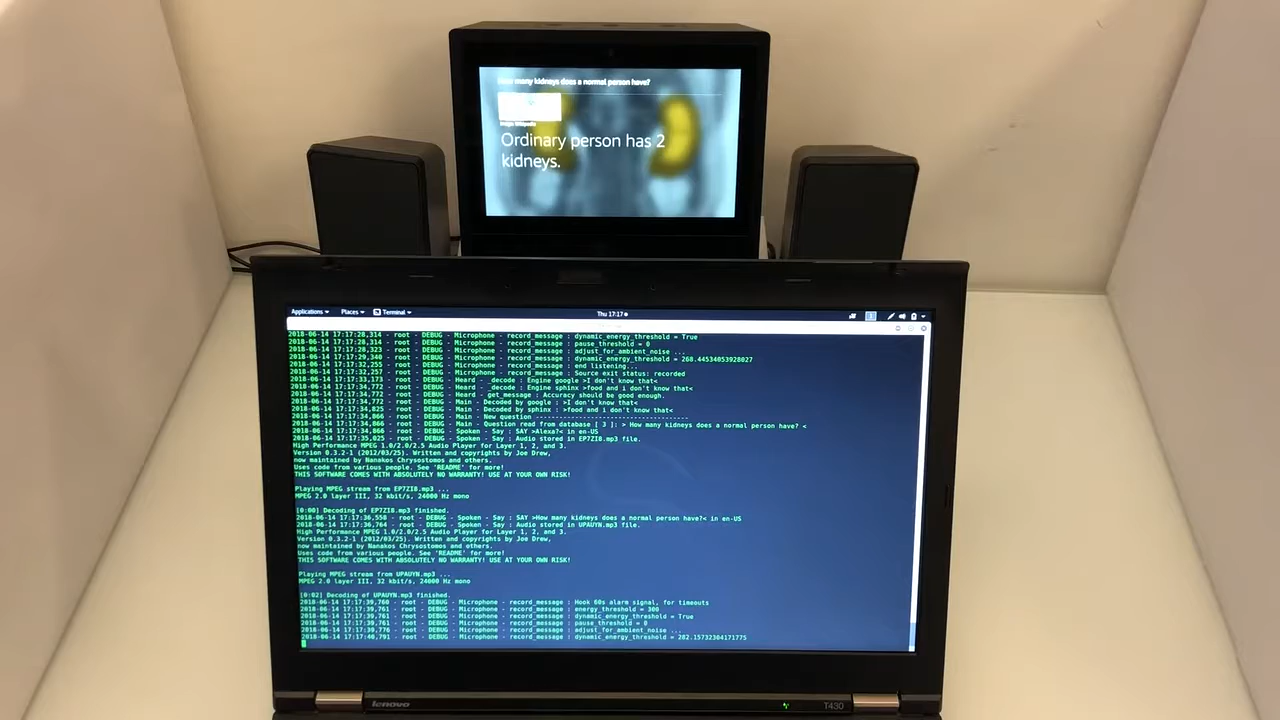 How many kidneys does a normal person have?
Ordinary person has 2
kidneys.
Applications Places Terminal Thu 17:17
2018-06-14 17:17:28,314 - root - DEBUG - Microphone - record_message : dynamic_energy_threshold = True
2018-06-14 17:17:28,314 - root - DEBUG - Microphone - record_message : pause_threshold = 0
2018-06-14 17:17:28,323 - root - DEBUG - Microphone - record_message : adjust_for_ambient_noise ...
2018-06-14 17:17:29,340 - root - DEBUG - Microphone - record_message : dynamic_energy_threshold = 268.44534053928027
2018-06-14 17:17:32,255 - root - DEBUG - Microphone - record_message : end listening...
2018-06-14 17:17:32,257 - root - DEBUG - Microphone - record_message : Source exit status: recorded
2018-06-14 17:17:33,173 - root - DEBUG - Heard - _decode : Engine google >I don't know that<
2018-06-14 17:17:34,772 - root - DEBUG - Heard - _decode : Engine sphinx >food and i don't know that<
2018-06-14 17:17:34,772 - root - DEBUG - Heard - get_message : Accuracy should be good enough.
2018-06-14 17:17:34,772 - root - DEBUG - Main - Decoded by google : >I don't know that<
2018-06-14 17:17:34,825 - root - DEBUG - Main - Decoded by sphinx : >food and i don't know that<
2018-06-14 17:17:34,866 - root - DEBUG - Main - New question -----------------------------------
2018-06-14 17:17:34,866 - root - DEBUG - Main - Question read from database [ 3 ]: > How many kidneys does a normal person have? <
2018-06-14 17:17:34,866 - root - DEBUG - Spoken - Say : SAY >Alexa?< in en-US
2018-06-14 17:17:35,025 - root - DEBUG - Spoken - Say : Audio stored in EP7ZIB.mp3 file.
High Performance MPEG 1.0/2.0/2.5 Audio Player for Layer 1, 2, and 3.
Version 0.3.2-1 (2012/03/25). Written and copyrights by Joe Drew,
now maintained by Nanakos Chrysostomos and others.
Uses code from various people. See 'README' for more!
THIS SOFTWARE COMES WITH ABSOLUTELY NO WARRANTY! USE AT YOUR OWN RISK!
Playing MPEG stream from EP7ZIB.mp3 ...
MPEG 2.0 layer III, 32 kbit/s, 24000 Hz mono
[0:00] Decoding of EP7ZIB.mp3 finished.
2018-06-14 17:17:36,550 - root - DEBUG - Spoken - Say : SAY >How many kidneys does a normal person have?< in en-US
2018-06-14 17:17:36,764 - root - DEBUG - Spoken - Say : Audio stored in UPAUYN.mp3 file.
High Performance MPEG 1.0/2.0/2.5 Audio Player for Layer 1, 2, and 3.
Version 0.3.2-1 (2012/03/25). Written and copyrights by Joe Drew,
now maintained by Nanakos Chrysostomos and others.
Uses code from various people. See 'README' for more!
THIS SOFTWARE COMES WITH ABSOLUTELY NO WARRANTY! USE AT YOUR OWN RISK!
Playing MPEG stream from UPAUYN.mp3 ...
MPEG 2.0 layer III, 32 kbit/s, 24000 Hz mono
[0:02] Decoding of UPAUYN.mp3 finished.
2018-06-14 17:17:39,760 - root - DEBUG - Microphone - record_message : Hook 60s alarm signal, for timeouts
2018-06-14 17:17:39,761 - root - DEBUG - Microphone - record_message : energy_threshold = 300
2018-06-14 17:17:39,761 - root - DEBUG - Microphone - record_message : dynamic_energy_threshold = True
2018-06-14 17:17:39,761 - root - DEBUG - Microphone - record_message : pause_threshold = 0
2018-06-14 17:17:39,776 - root - DEBUG - Microphone - record_message : adjust_for_ambient_noise ...
2018-06-14 17:17:40,791 - root - DEBUG - Microphone - record_message : dynamic_energy_threshold = 282.15732304171775
lenovo T430